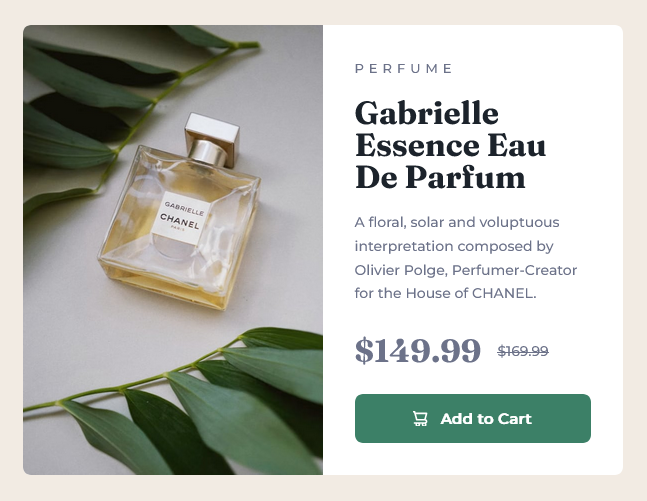 GABRIELLE
CHANEL
PARIS
PERFUME
Gabrielle
Essence Eau
De Parfum
A floral, solar and voluptuous
interpretation composed by
Olivier Polge, Perfumer-Creator
for the House of CHANEL.
$149.99 $169.99
Add to Cart